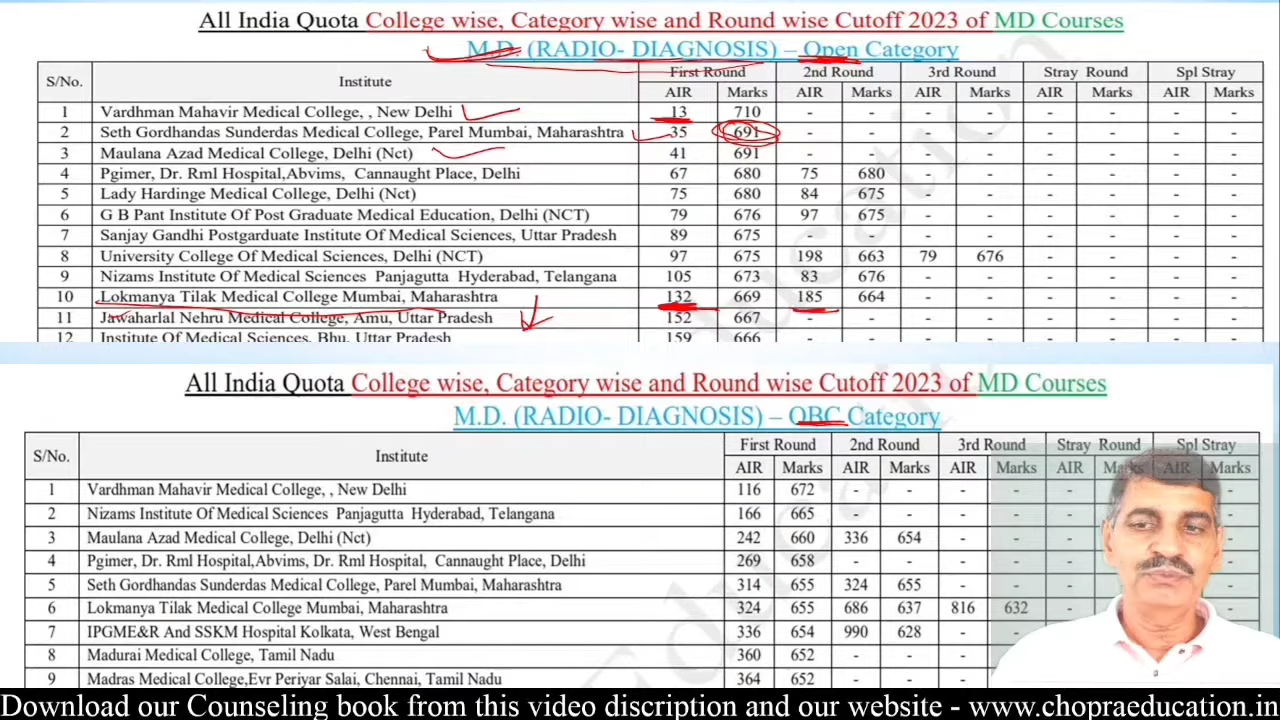 All India Quota College wise, Category wise and Round wise Cutoff 2023 of MD Courses
M.D. (RADIO- DIAGNOSIS) – Open Category
S/No. Institute First Round 2nd Round 3rd Round Stray Round Spl Stray
AIR Marks AIR Marks AIR Marks AIR Marks AIR Marks
1 Vardhman Mahavir Medical College, , New Delhi 13 710 - - - - - - - -
2 Seth Gordhandas Sunderdas Medical College, Parel Mumbai, Maharashtra 35 691 - - - - - - - -
3 Maulana Azad Medical College, Delhi (Nct) 41 691 - - - - - - - -
4 Pgimer, Dr. Rml Hospital,Abvims, Cannaught Place, Delhi 67 680 75 680 - - - - - -
5 Lady Hardinge Medical College, Delhi (Nct) 75 680 84 675 - - - - - -
6 G B Pant Institute Of Post Graduate Medical Education, Delhi (NCT) 79 676 97 675 - - - - - -
7 Sanjay Gandhi Postgarduate Institute Of Medical Sciences, Uttar Pradesh 89 675 - - - - - - - -
8 University College Of Medical Sciences, Delhi (NCT) 97 675 198 663 79 676 - - - -
9 Nizams Institute Of Medical Sciences Panjagutta Hyderabad, Telangana 105 673 83 676 - - - - - -
10 Lokmanya Tilak Medical College Mumbai, Maharashtra 132 669 185 664 - - - - - -
11 Jawaharlal Nehru Medical College, Amu, Uttar Pradesh 152 667 - - - - - - - -
12 Institute Of Medical Sciences, Bhu, Uttar Pradesh 159 666 - - - - - - - -
All India Quota College wise, Category wise and Round wise Cutoff 2023 of MD Courses
M.D. (RADIO- DIAGNOSIS) – OBC Category
S/No. Institute First Round 2nd Round 3rd Round Stray Round Spl Stray
AIR Marks AIR Marks AIR Marks AIR Marks AIR Marks
1 Vardhman Mahavir Medical College, , New Delhi 116 672 - - - - - -
2 Nizams Institute Of Medical Sciences Panjagutta Hyderabad, Telangana 166 665 - - - - - -
3 Maulana Azad Medical College, Delhi (Nct) 242 660 336 654 - - - -
4 Pgimer, Dr. Rml Hospital,Abvims, Dr. Rml Hospital, Cannaught Place, Delhi 269 658 - - - - - -
5 Seth Gordhandas Sunderdas Medical College, Parel Mumbai, Maharashtra 314 655 324 655 - - - -
6 Lokmanya Tilak Medical College Mumbai, Maharashtra 324 655 686 637 816 632 - -
7 IPGME&R And SSKM Hospital Kolkata, West Bengal 336 654 990 628 - - -
8 Madurai Medical College, Tamil Nadu 360 652 - - - - -
9 Madras Medical College,Evr Periyar Salai, Chennai, Tamil Nadu 364 652 - - - - -
Download our Counseling book from this video discription and our website - www.chopraeducation.in